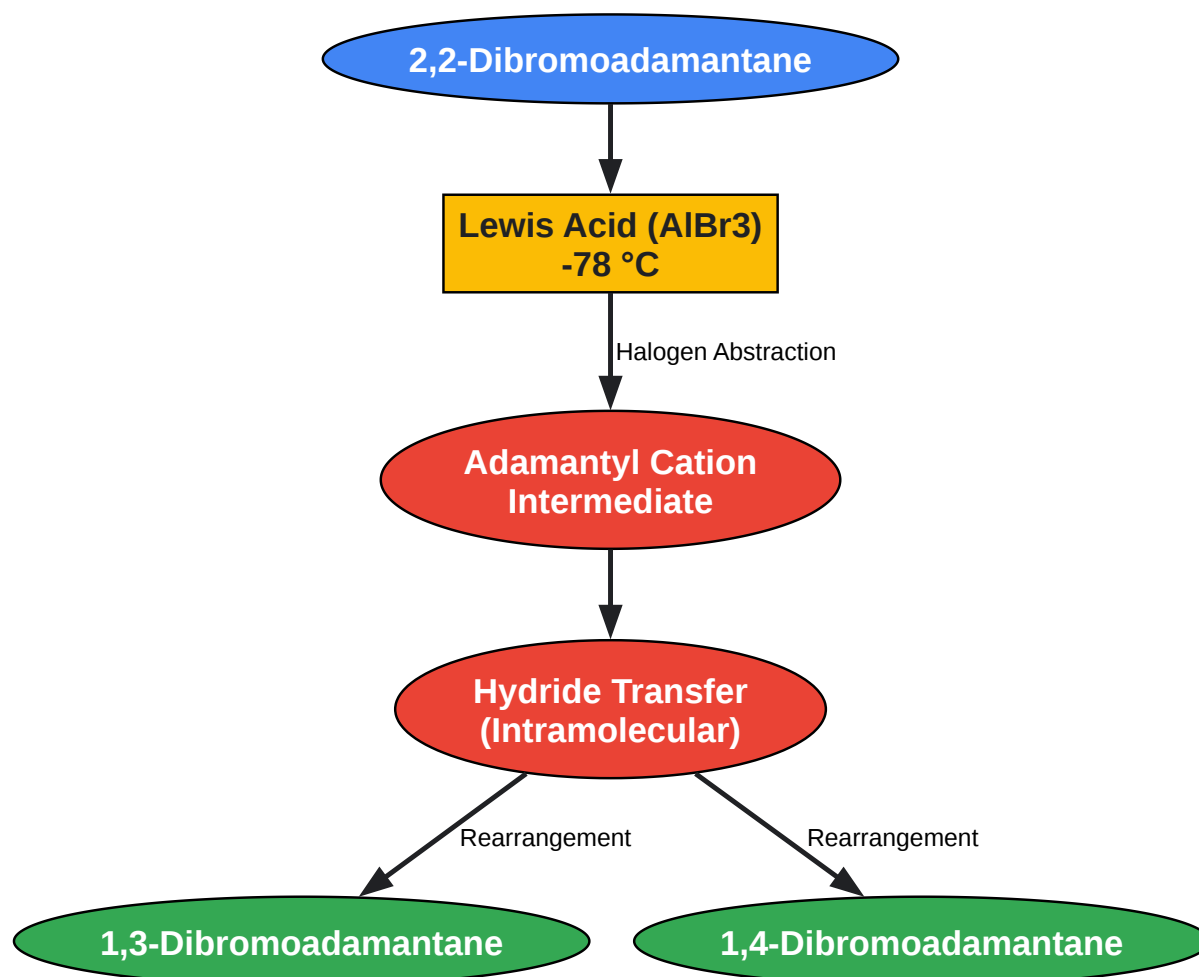 2,2-Dibromoadamantane
Lewis Acid (AlBr3)
-78 °C
Halogen Abstraction
Adamantyl Cation
Intermediate
Hydride Transfer
(Intramolecular)
Rearrangement
Rearrangement
1,3-Dibromoadamantane
1,4-Dibromoadamantane